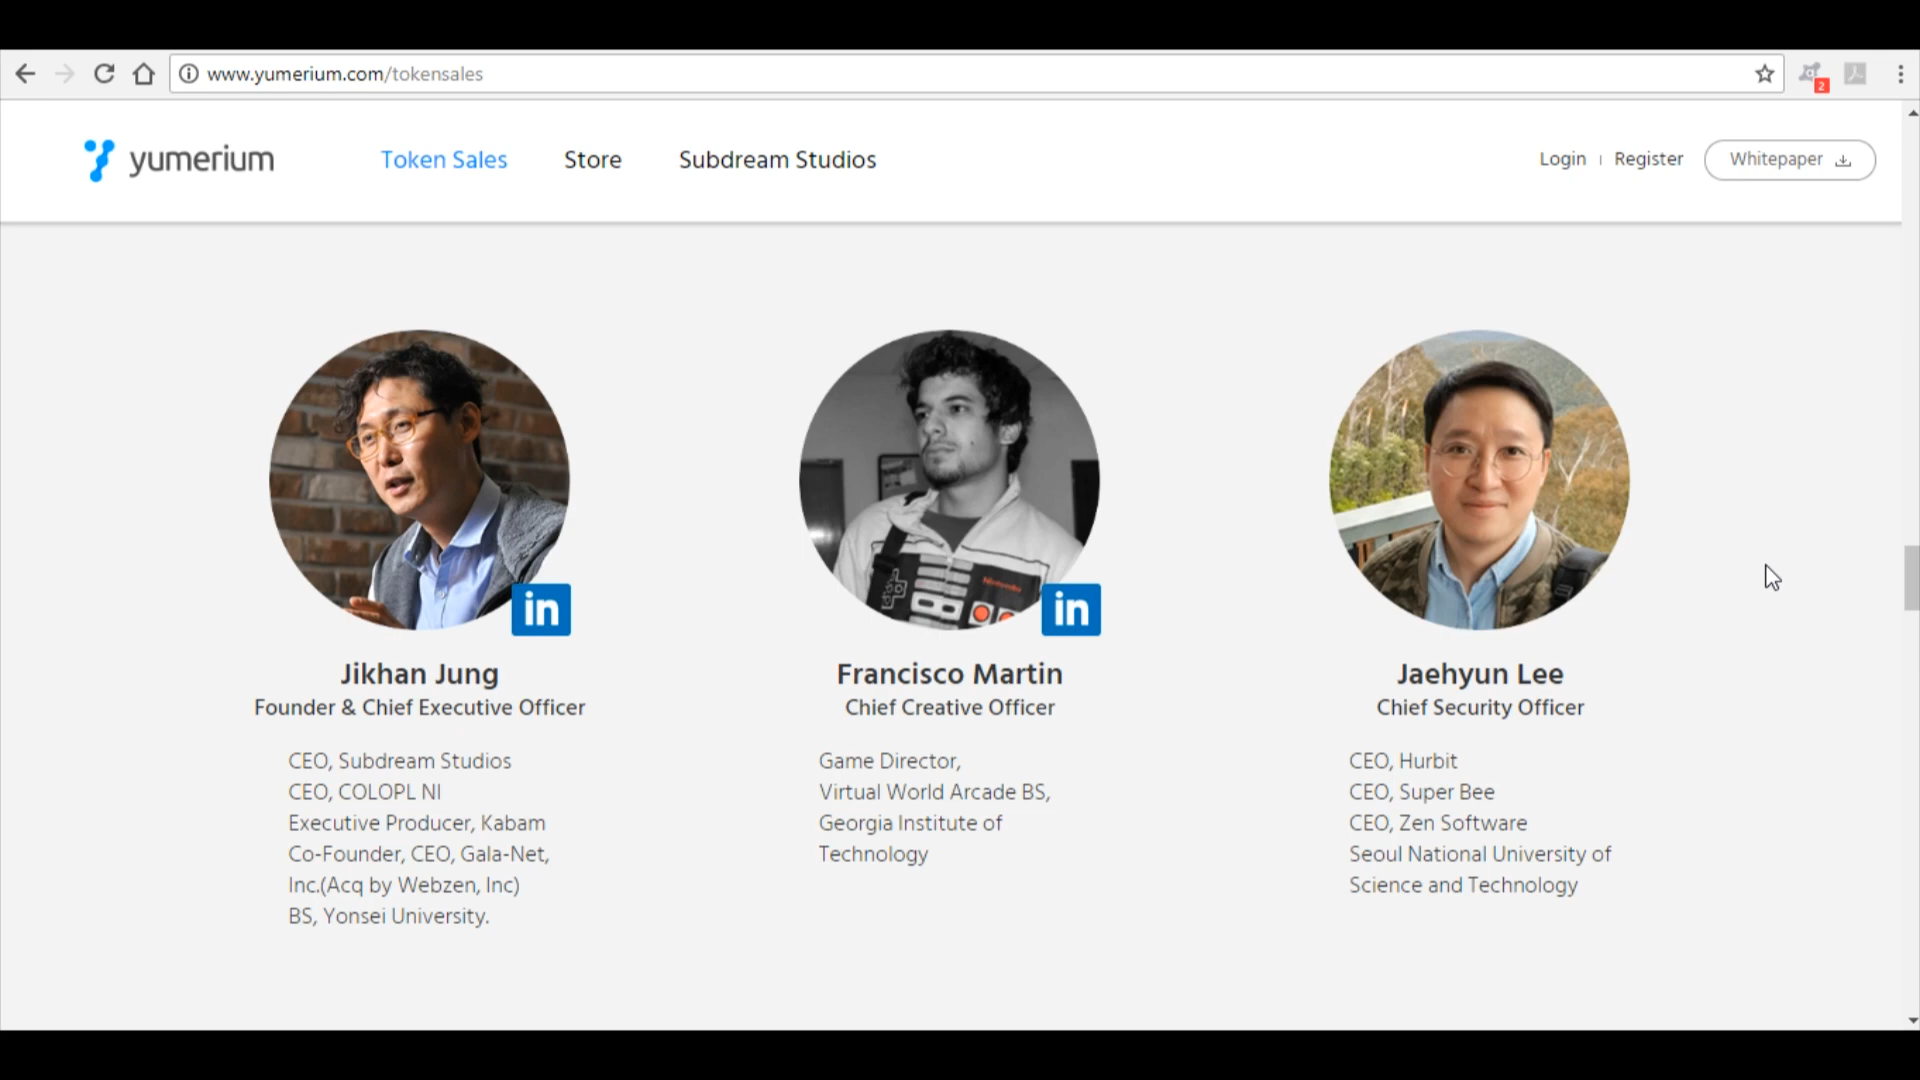 www.yumerium.com/tokensales
2
yumerium
Token Sales
Store
Subdream Studios
Login
Register
Whitepaper
Nintendo
in
in
Jikhan Jung
Founder & Chief Executive Officer
CEO, Subdream Studios
CEO, COLOPL NI
Executive Producer, Kabam
Co-Founder, CEO, Gala-Net,
Inc.(Acq by Webzen, Inc)
BS, Yonsei University.
Francisco Martin
Chief Creative Officer
Game Director,
Virtual World Arcade BS,
Georgia Institute of
Technology
Jaehyun Lee
Chief Security Officer
CEO, Hurbit
CEO, Super Bee
CEO, Zen Software
Seoul National University of
Science and Technology